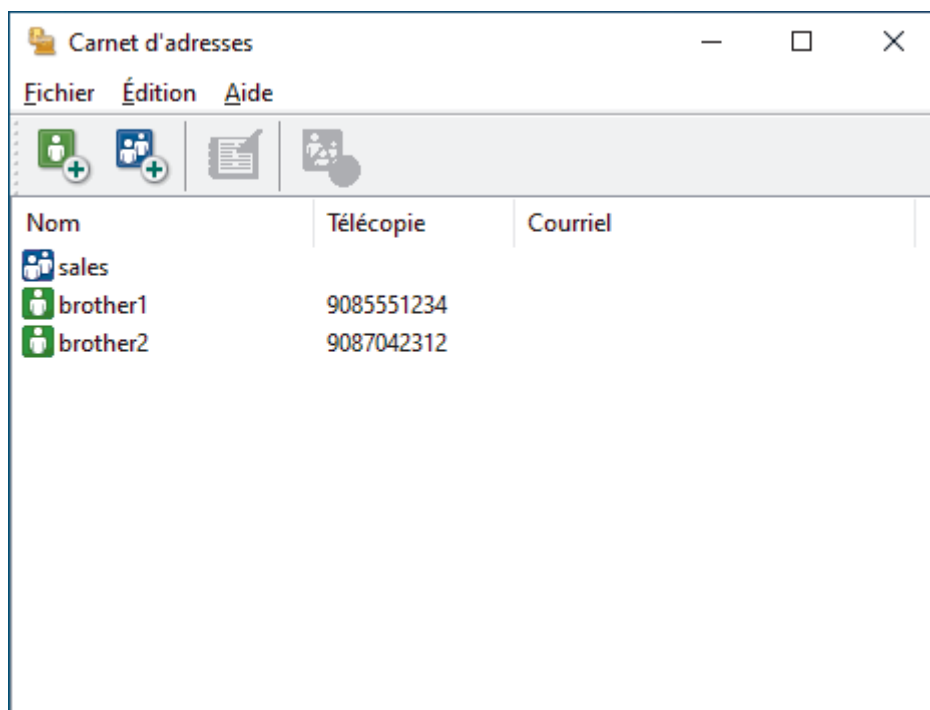 Carnet d'adresses
Fichier Édition Aide
Nom Télécopie Courriel
sales
brother1 9085551234
brother2 9087042312